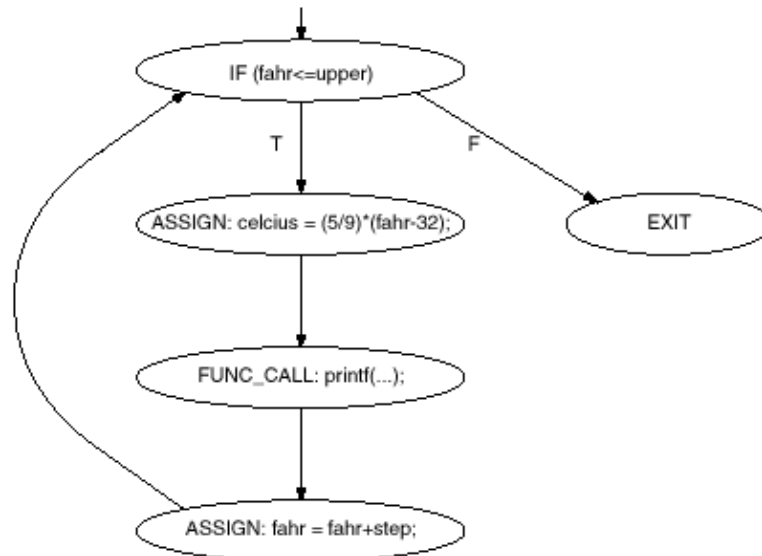 IF (fahr<=upper)
T
F
ASSIGN: celcius = (5/9)*(fahr-32);
EXIT
FUNC_CALL: printf(...);
ASSIGN: fahr = fahr+step;